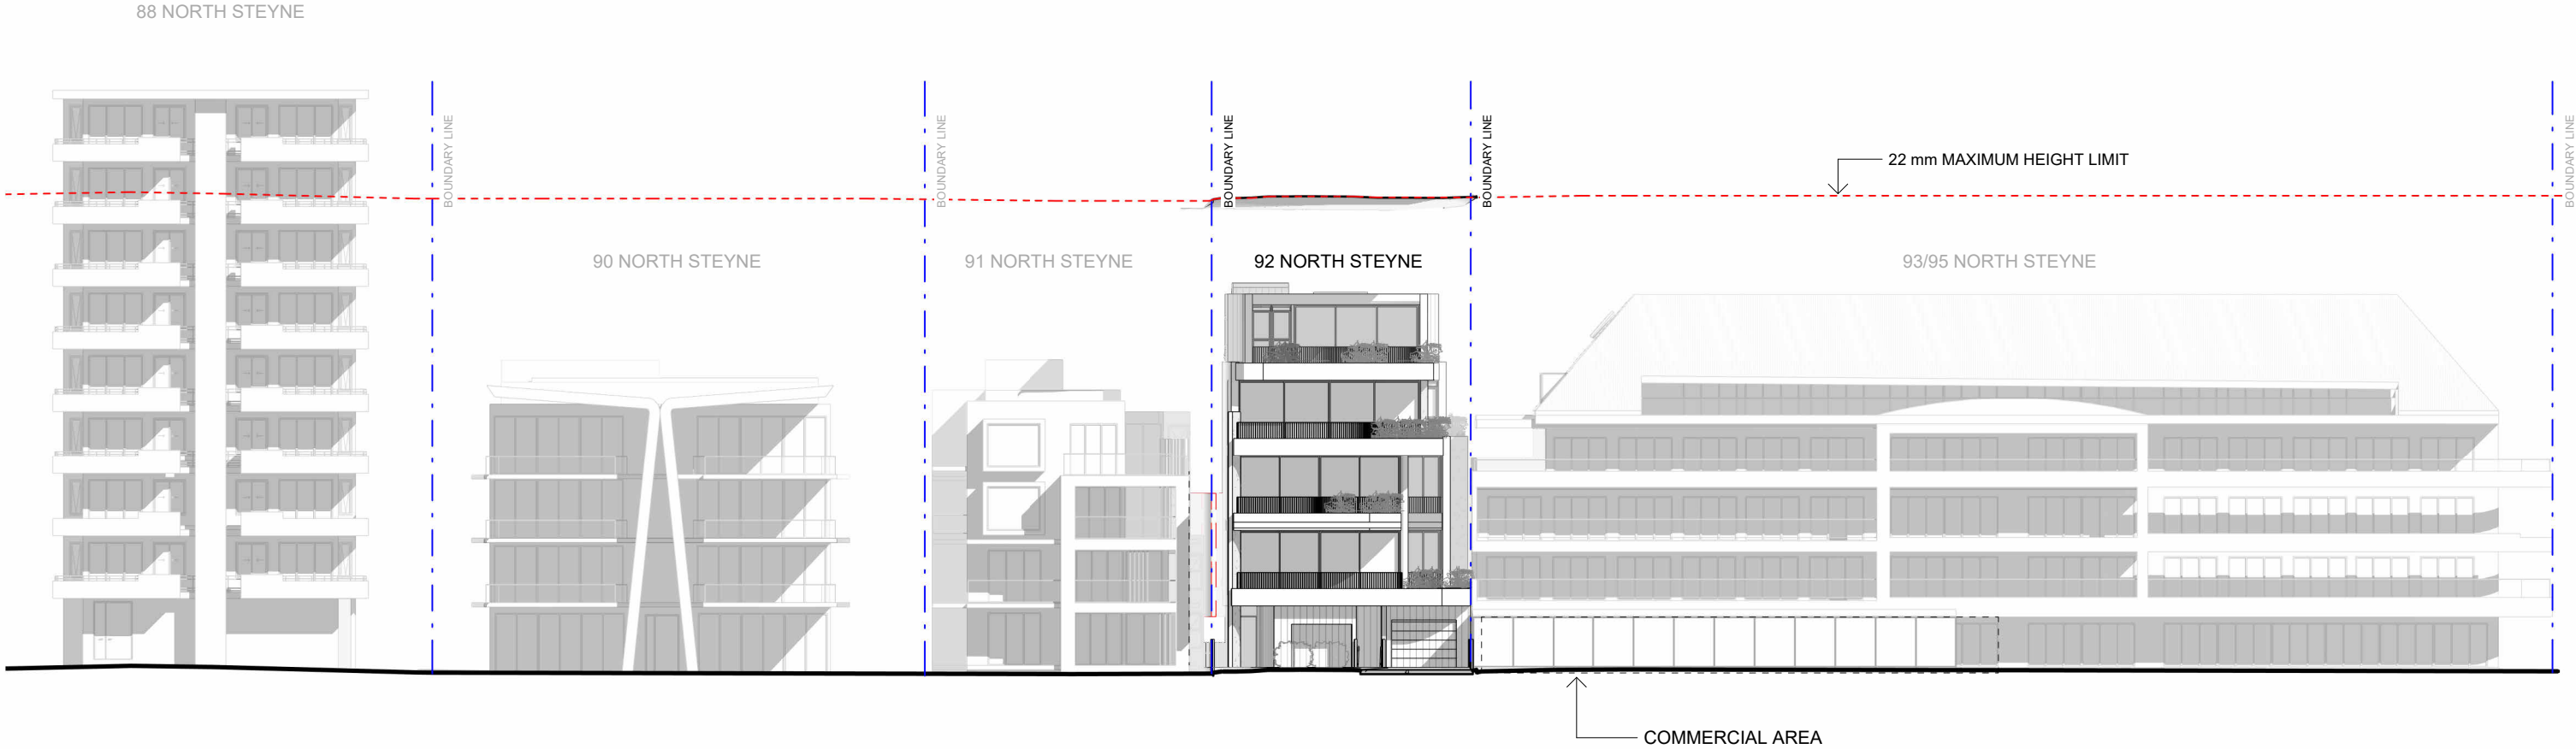 88 NORTH STEYNE
BOUNDARY LINE
BOUNDARY LINE
BOUNDARY LINE
BOUNDARY LINE
BOUNDARY LINE
22 mm MAXIMUM HEIGHT LIMIT
90 NORTH STEYNE
91 NORTH STEYNE
92 NORTH STEYNE
93/95 NORTH STEYNE
COMMERCIAL AREA